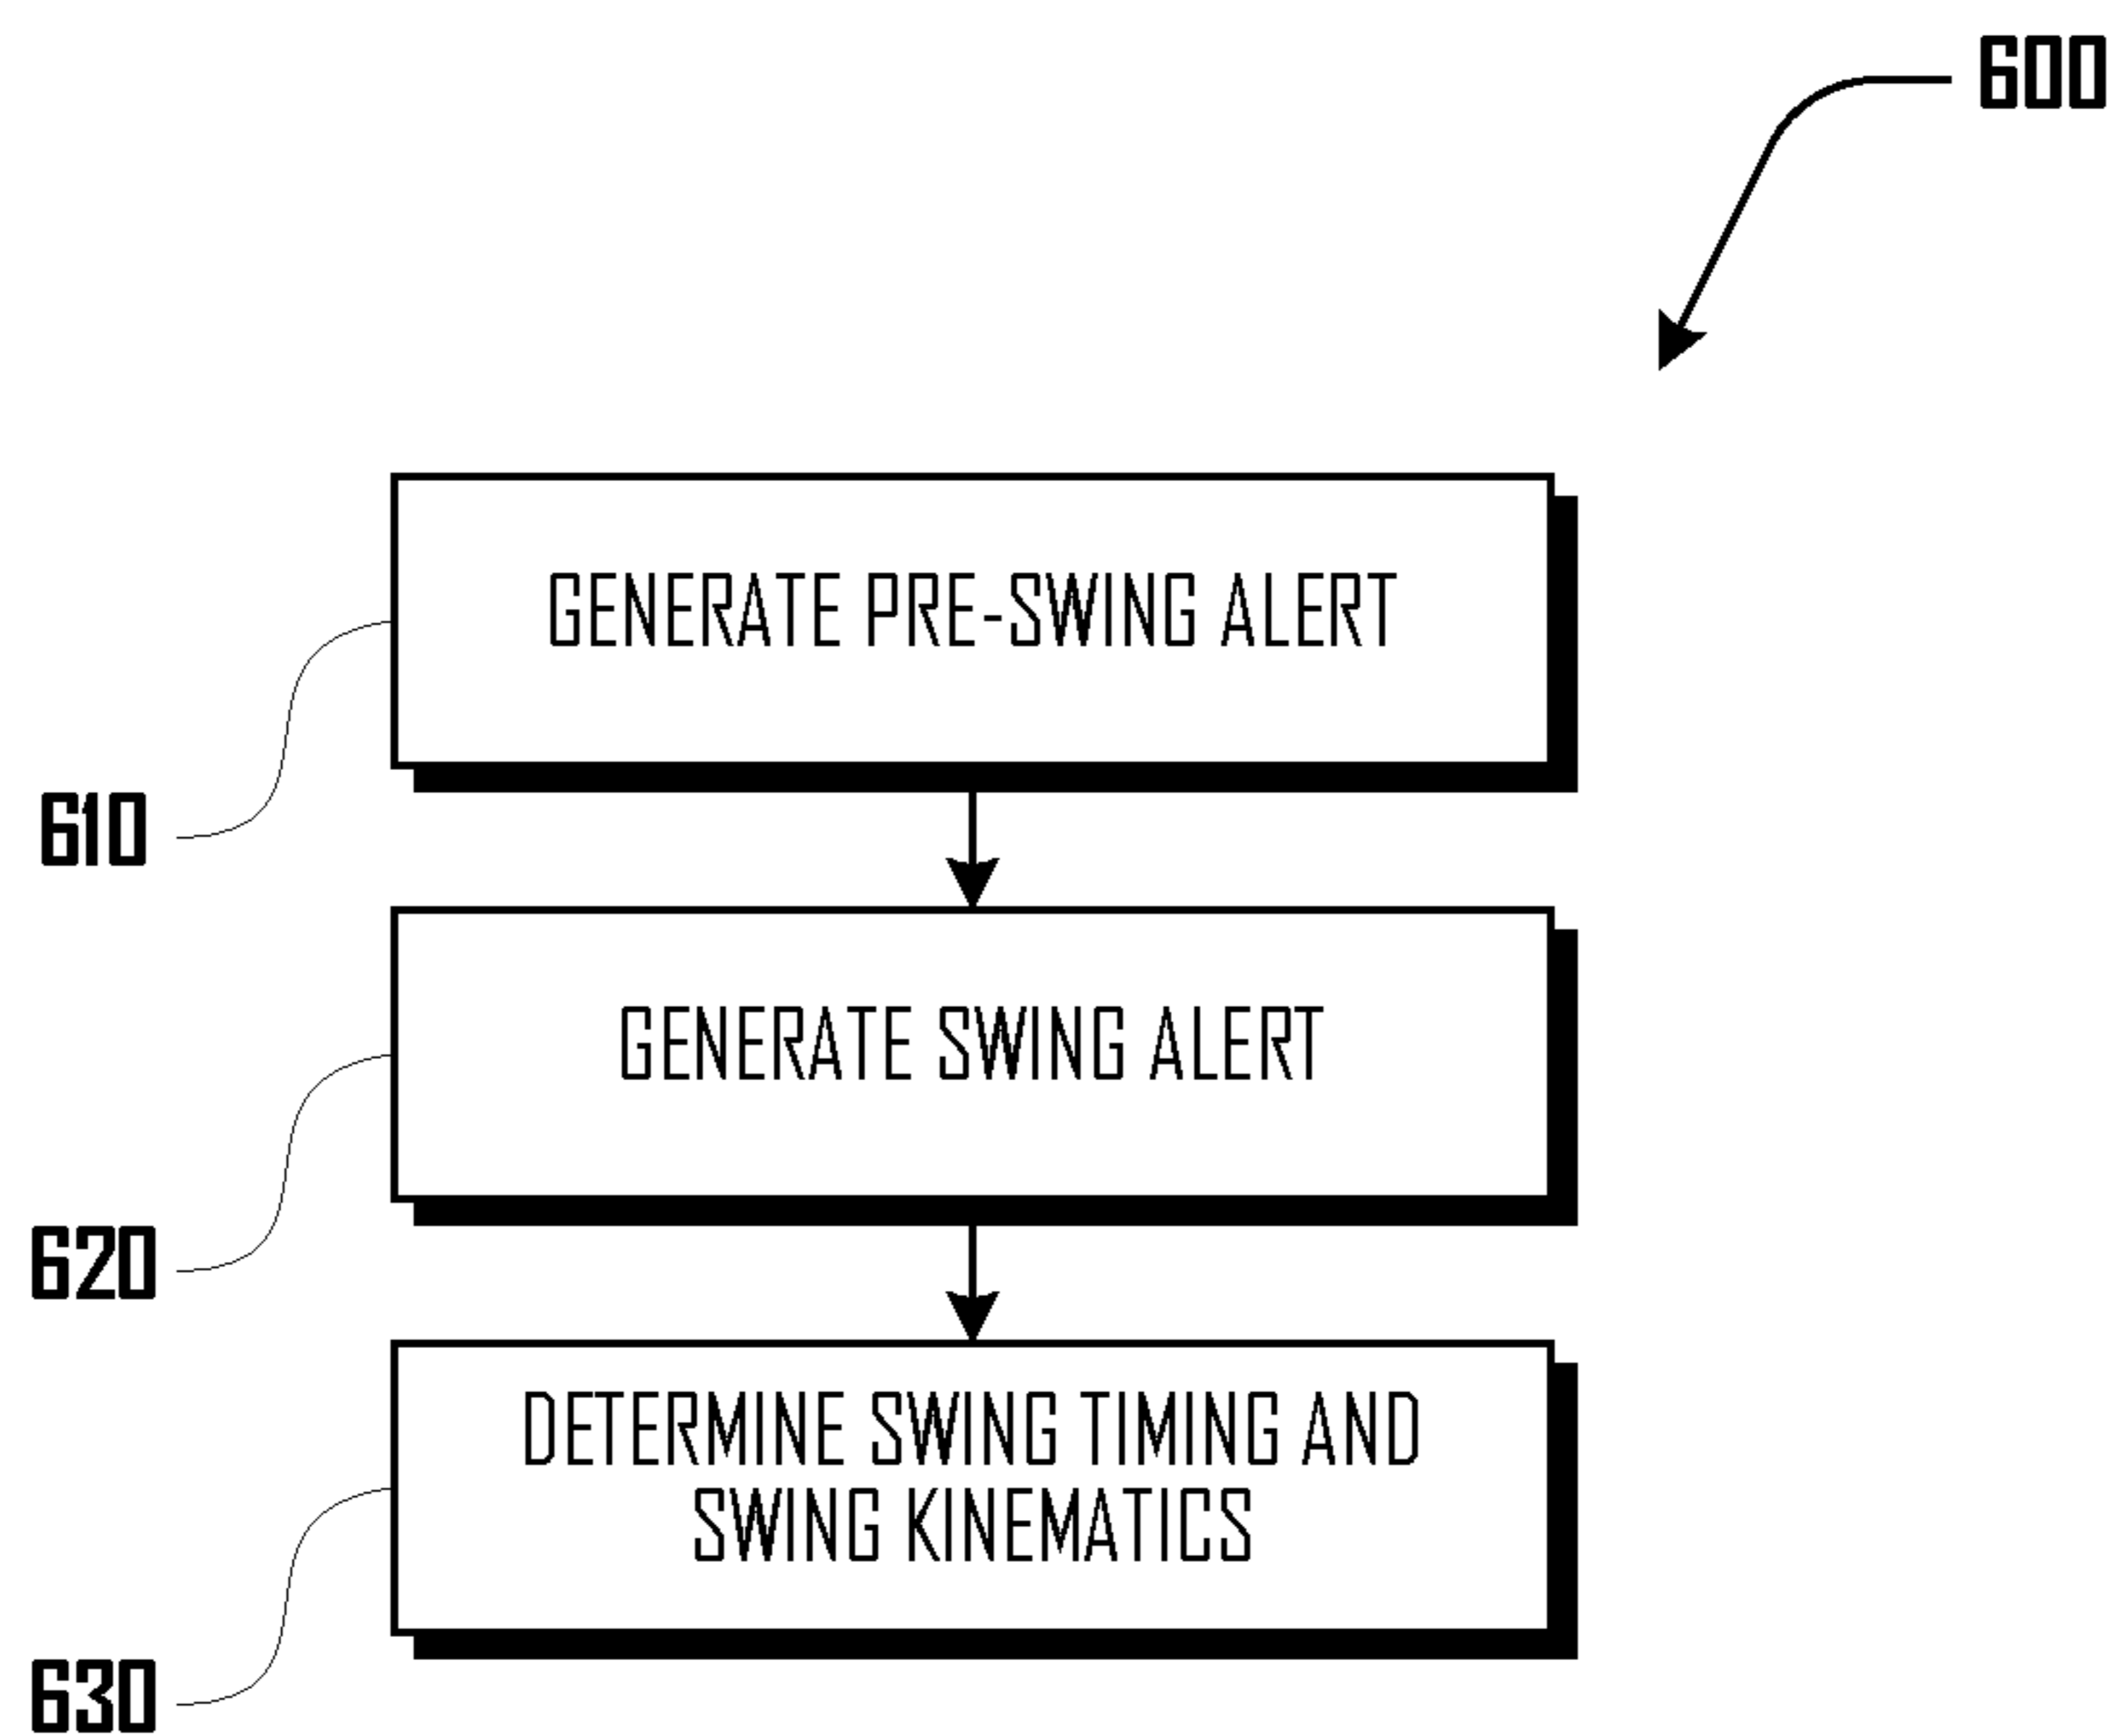 600
GENERATE PRE-SWING ALERT
610
GENERATE SWING ALERT
620
DETERMINE SWING TIMING AND
SWING KINEMATICS
630